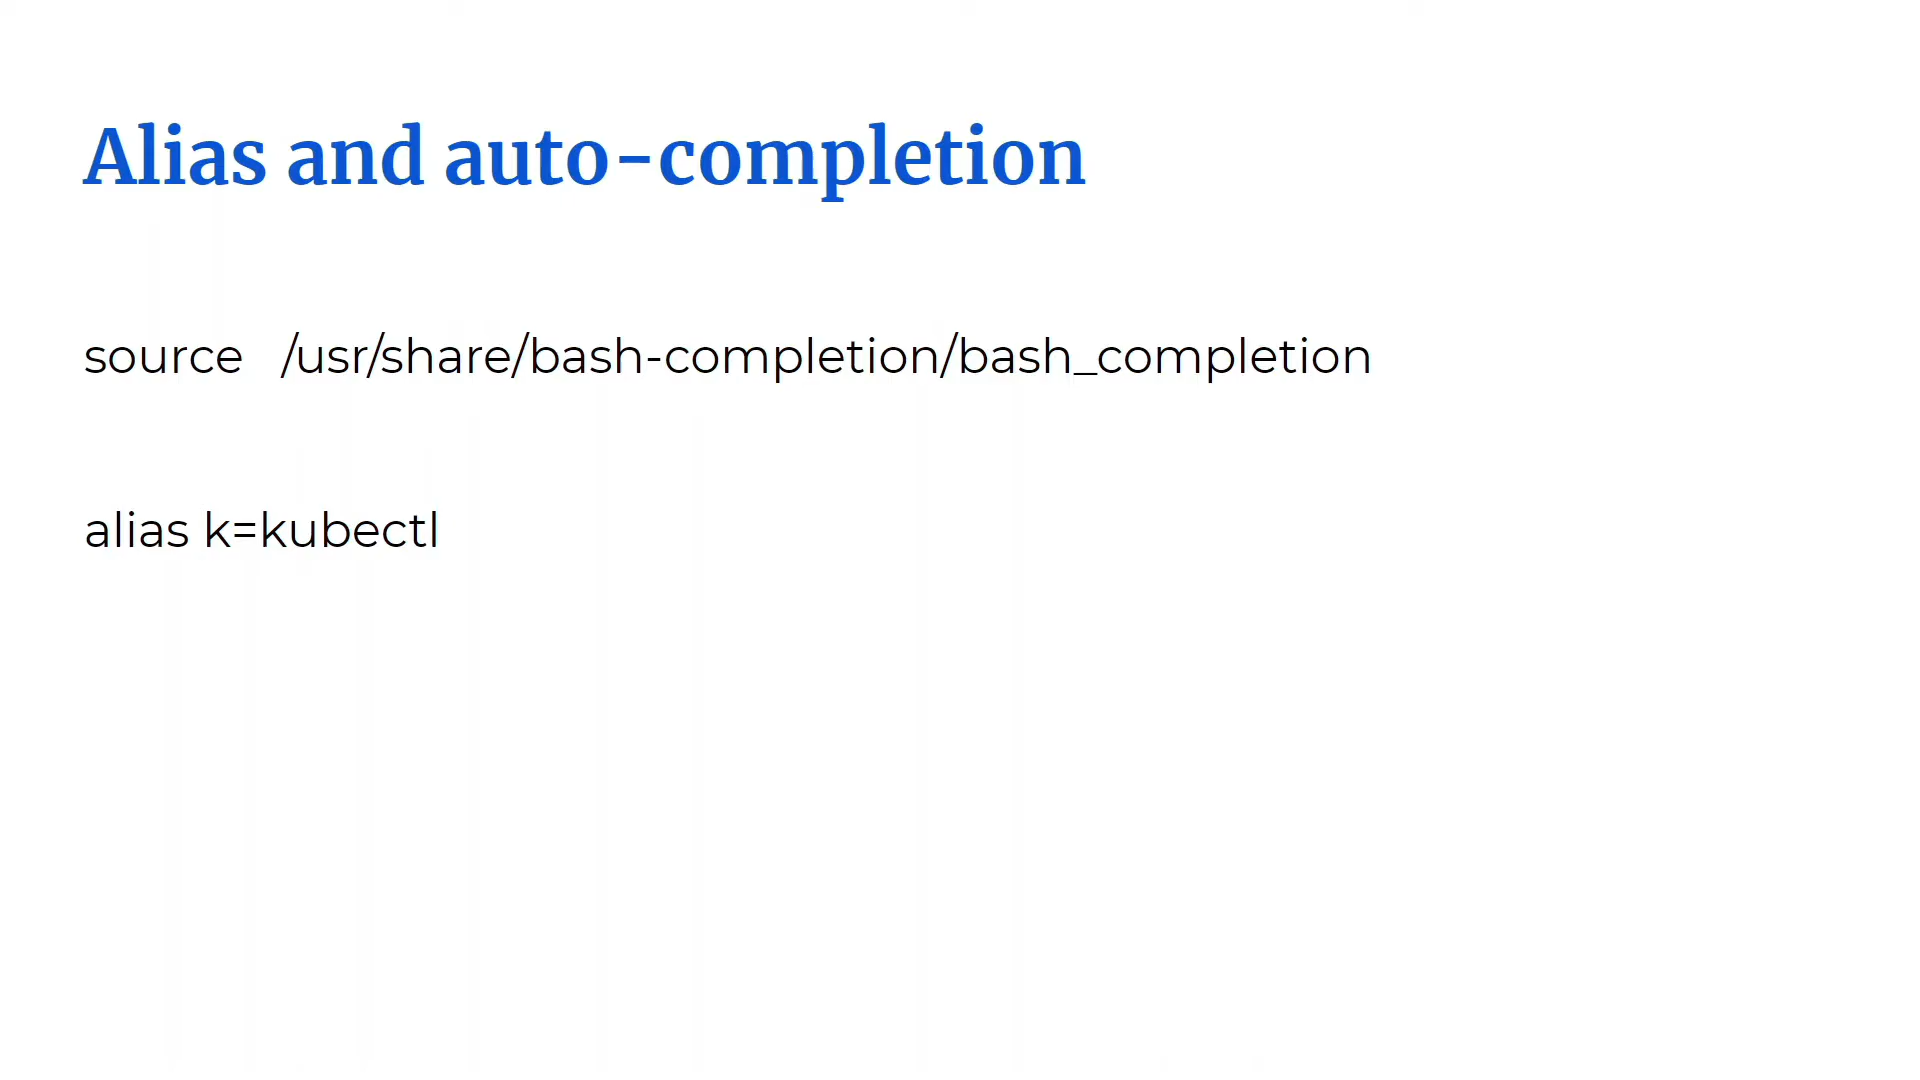 Alias and auto-completion
source /usr/share/bash-completion/bash_completion
alias k=kubectl